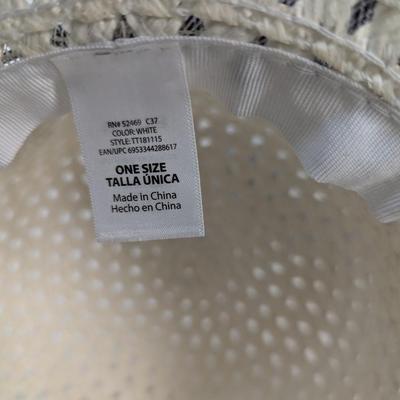 RN# 52469 C37
COLOR: WHITE
STYLE: TT181115
EAN/UPC 6953344288617
ONE SIZE
TALLA ÚNICA
Made in China
Hecho en China